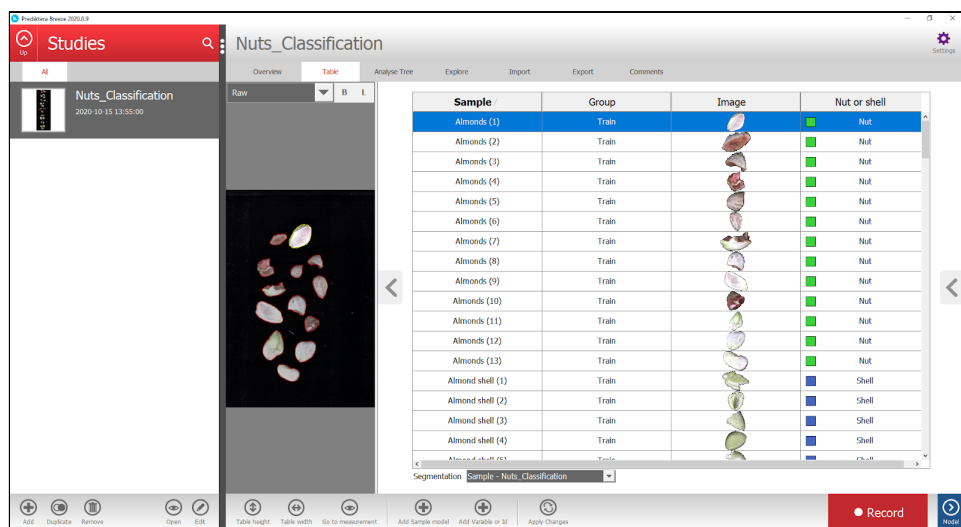 Prediktera Breeze 2020.0.9
Up
Studies
Nuts_Classification
Settings
All
Overview Table Analyse Tree Explore Import Export Comments
Nuts_Classification
2020-10-15 13:55:00
Raw B L
Sample Group Image Nut or shell
Almonds (1) Train Nut
Almonds (2) Train Nut
Almonds (3) Train Nut
Almonds (4) Train Nut
Almonds (5) Train Nut
Almonds (6) Train Nut
Almonds (7) Train Nut
Almonds (8) Train Nut
Almonds (9) Train Nut
Almonds (10) Train Nut
Almonds (11) Train Nut
Almonds (12) Train Nut
Almonds (13) Train Nut
Almond shell (1) Train Shell
Almond shell (2) Train Shell
Almond shell (3) Train Shell
Almond shell (4) Train Shell
Almond shell (5) Train Shell
Segmentation Sample - Nuts_Classification
Add Duplicate Remove Open Edit Table height Table width Go to measurement Add Sample model Add Variable or Id Apply Changes Record Model